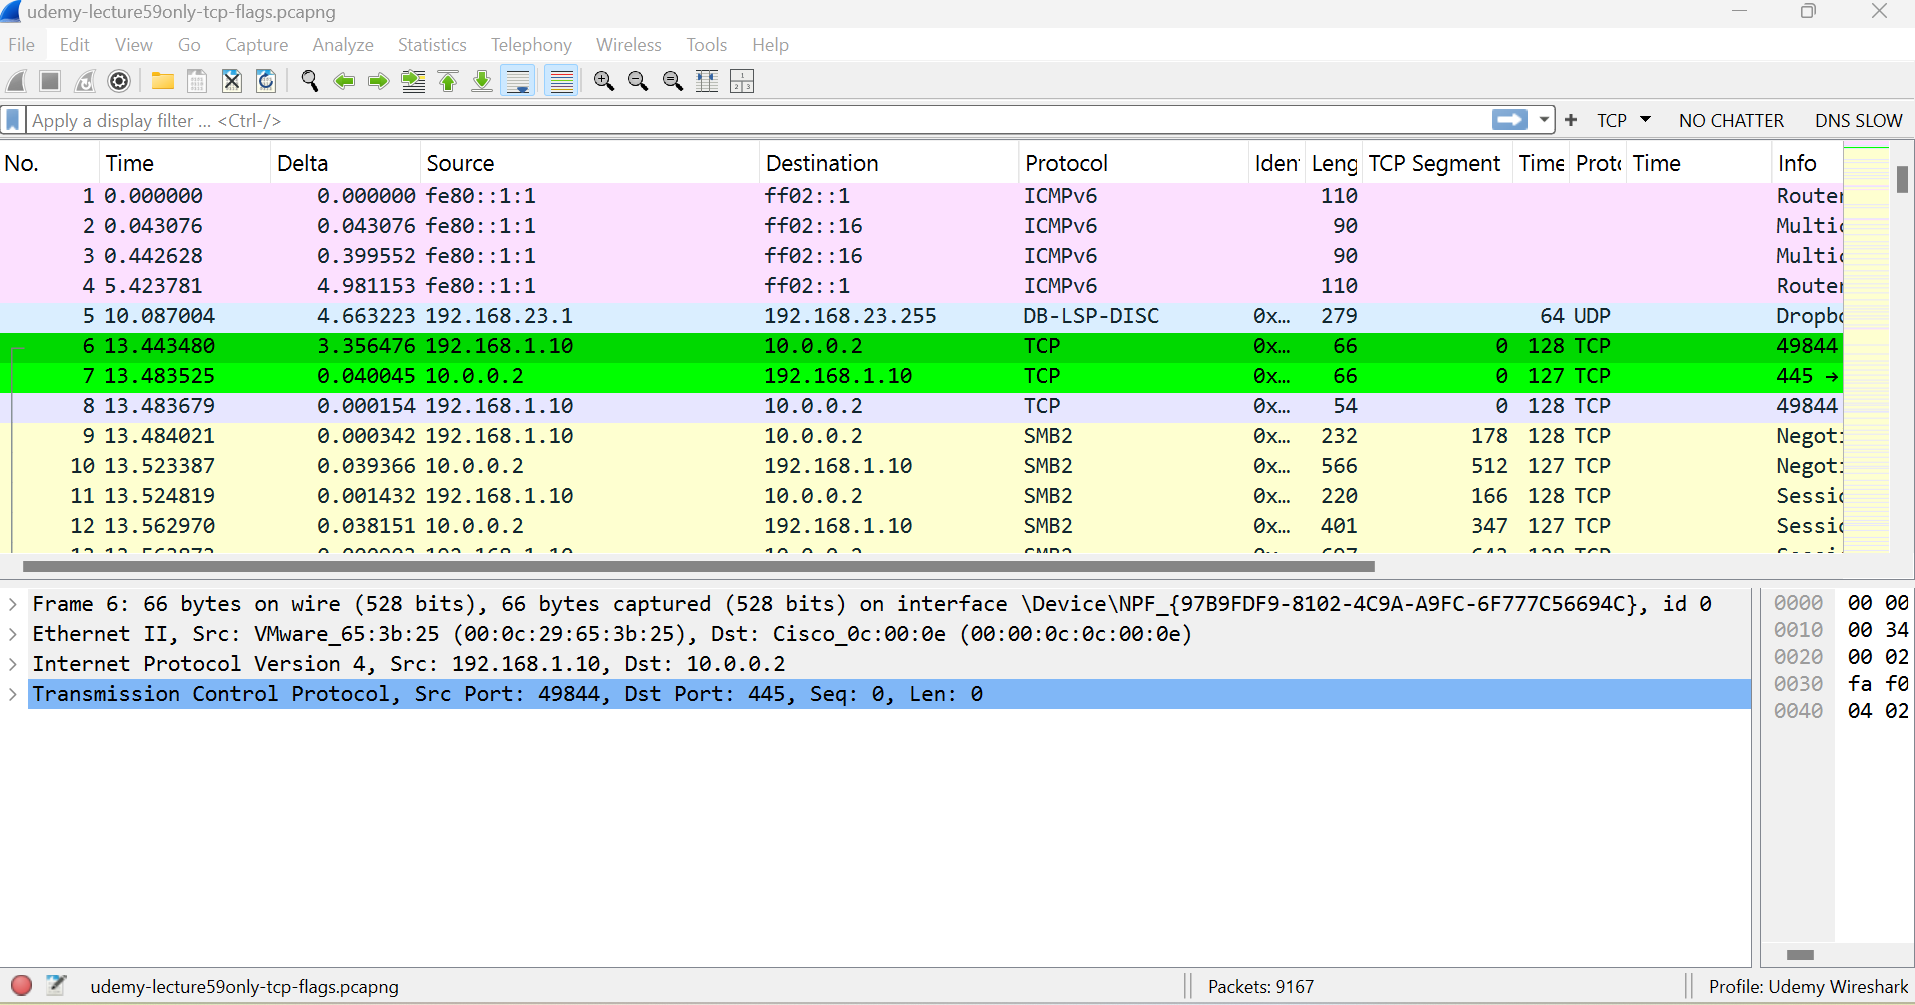 udemy-lecture59only-tcp-flags.pcapng
File Edit View Go Capture Analyze Statistics Telephony Wireless Tools Help
Apply a display filter ... <Ctrl-/> + TCP NO CHATTER DNS SLOW
No. Time Delta Source Destination Protocol Iden Leng TCP Segment Time Proto Time Info
1 0.000000 0.000000 fe80::1:1 ff02::1 ICMPv6 110 Router
2 0.043076 0.043076 fe80::1:1 ff02::16 ICMPv6 90 Multic
3 0.442628 0.399552 fe80::1:1 ff02::16 ICMPv6 90 Multic
4 5.423781 4.981153 fe80::1:1 ff02::1 ICMPv6 110 Router
5 10.087004 4.663223 192.168.23.1 192.168.23.255 DB-LSP-DISC 0x… 279 64 UDP Dropbo
6 13.443480 3.356476 192.168.1.10 10.0.0.2 TCP 0x… 66 0 128 TCP 49844
7 13.483525 0.040045 10.0.0.2 192.168.1.10 TCP 0x… 66 0 127 TCP 445 →
8 13.483679 0.000154 192.168.1.10 10.0.0.2 TCP 0x… 54 0 128 TCP 49844
9 13.484021 0.000342 192.168.1.10 10.0.0.2 SMB2 0x… 232 178 128 TCP Negoti
10 13.523387 0.039366 10.0.0.2 192.168.1.10 SMB2 0x… 566 512 127 TCP Negoti
11 13.524819 0.001432 192.168.1.10 10.0.0.2 SMB2 0x… 220 166 128 TCP Sessio
12 13.562970 0.038151 10.0.0.2 192.168.1.10 SMB2 0x… 401 347 127 TCP Sessio
Frame 6: 66 bytes on wire (528 bits), 66 bytes captured (528 bits) on interface \Device\NPF_{97B9FDF9-8102-4C9A-A9FC-6F777C56694C}, id 0
Ethernet II, Src: VMware_65:3b:25 (00:0c:29:65:3b:25), Dst: Cisco_0c:00:0e (00:00:0c:0c:00:0e)
Internet Protocol Version 4, Src: 192.168.1.10, Dst: 10.0.0.2
Transmission Control Protocol, Src Port: 49844, Dst Port: 445, Seq: 0, Len: 0
0000 00 00
0010 00 34
0020 00 02
0030 fa f0
0040 04 02
udemy-lecture59only-tcp-flags.pcapng Packets: 9167 Profile: Udemy Wireshark